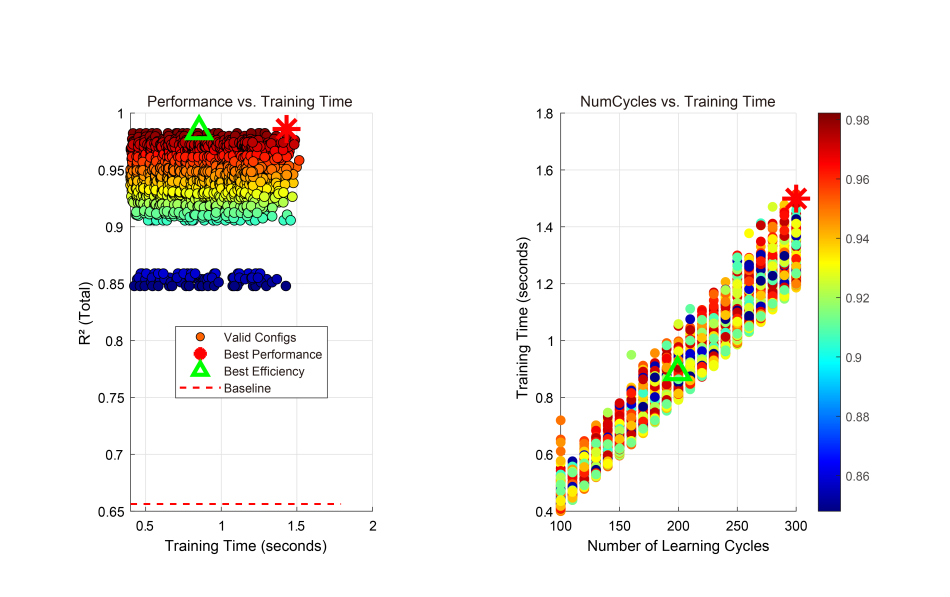 Performance vs. Training Time
1
0.95
0.9
0.85
0.8
0.75
0.7
0.65
R² (Total)
Valid Configs
Best Performance
Best Efficiency
Baseline
0.5 1 1.5 2
Training Time (seconds)
NumCycles vs. Training Time
1.8
1.6
1.4
1.2
1
0.8
0.6
0.4
Training Time (seconds)
100 150 200 250 300
Number of Learning Cycles
0.98
0.96
0.94
0.92
0.9
0.88
0.86